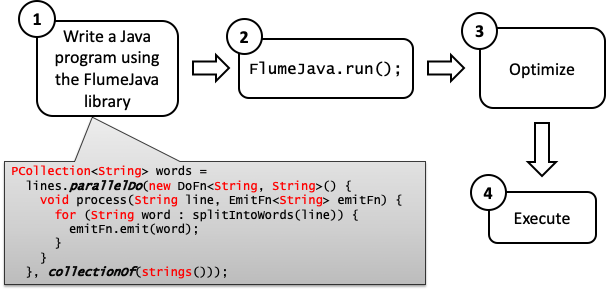 1
Write a Java
program using
the FlumeJava
library
2
FlumeJava.run();
3
Optimize
4
Execute
PCollection<String> words =
lines.parallelDo(new DoFn<String, String>() {
void process(String line, EmitFn<String> emitFn) {
for (String word : splitIntoWords(line)) {
emitFn.emit(word);
}
}
}, collectionOf(strings()));